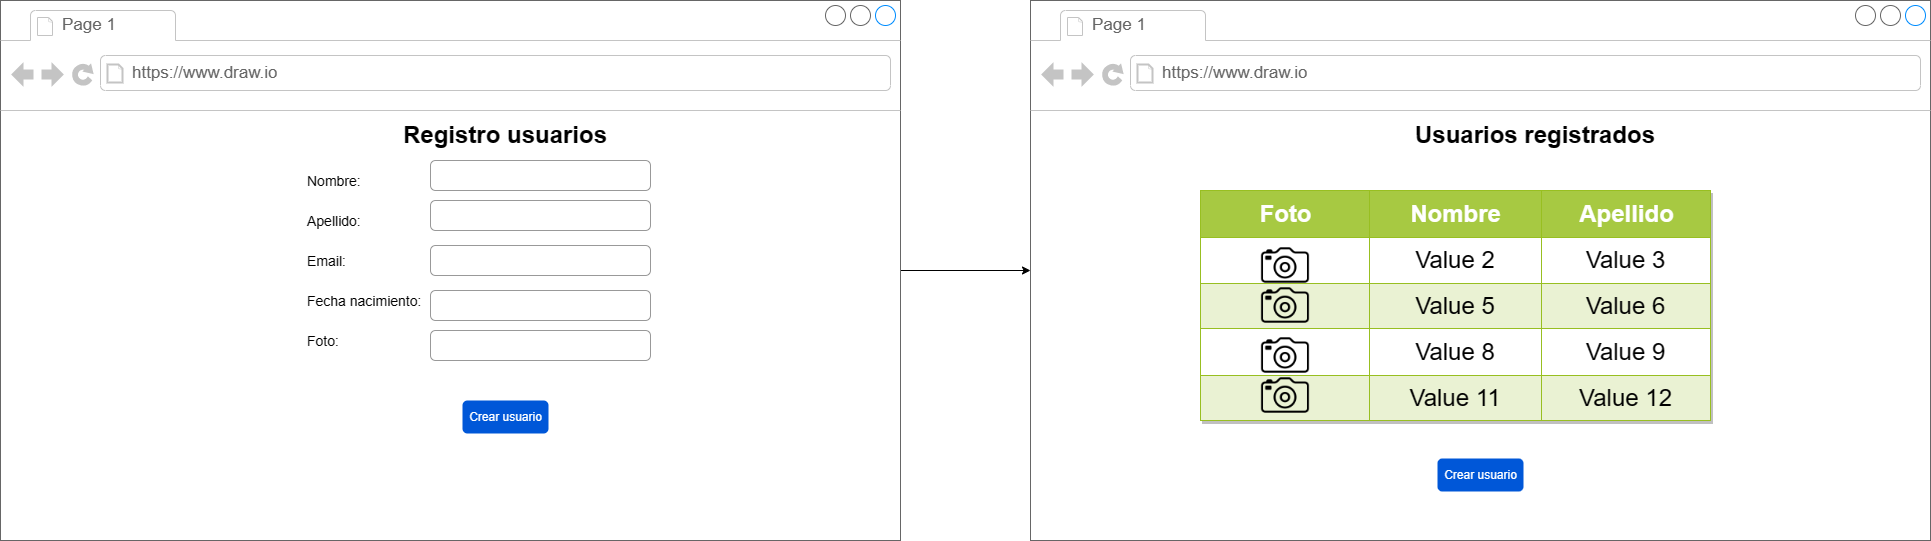 Page 1
https://www.draw.io
Registro usuarios
Nombre:
Apellido:
Email:
Fecha nacimiento:
Foto:
Crear usuario
Page 1
https://www.draw.io
Usuarios registrados
Foto Nombre Apellido
Value 2 Value 3
Value 5 Value 6
Value 8 Value 9
Value 11 Value 12
Crear usuario